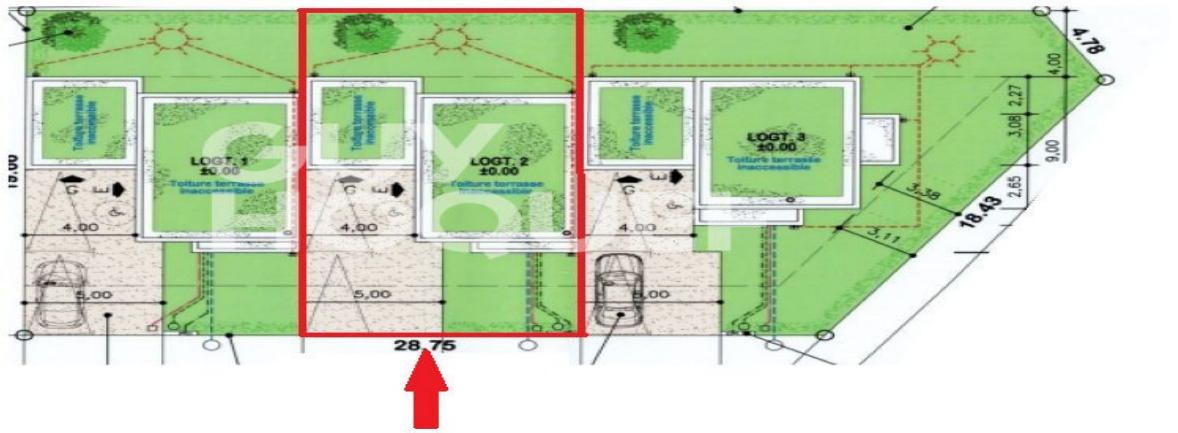 4,78
4,00
2,27
3,08
9,00
2,65
18.43
3,38
3,11
Toiture terrasse
inaccessible
LOGT. 1
±0.00
Toiture terrasse
inaccessible
G
E
4,00
5,00
Toiture terrasse
inaccessible
LOGT. 2
±0.00
Toiture terrasse
inaccessible
G
E
4,00
5,00
Toiture terrasse
inaccessible
LOGT. 3
±0.00
Toiture terrasse
inaccessible
G
E
4,00
5,00
28.75
GUY
HOQUET